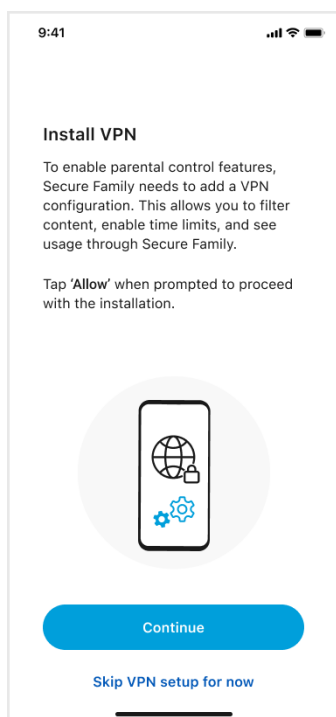 9:41
Install VPN
To enable parental control features,
Secure Family needs to add a VPN
configuration. This allows you to filter
content, enable time limits, and see
usage through Secure Family.
Tap ‘Allow’ when prompted to proceed
with the installation.
Continue
Skip VPN setup for now